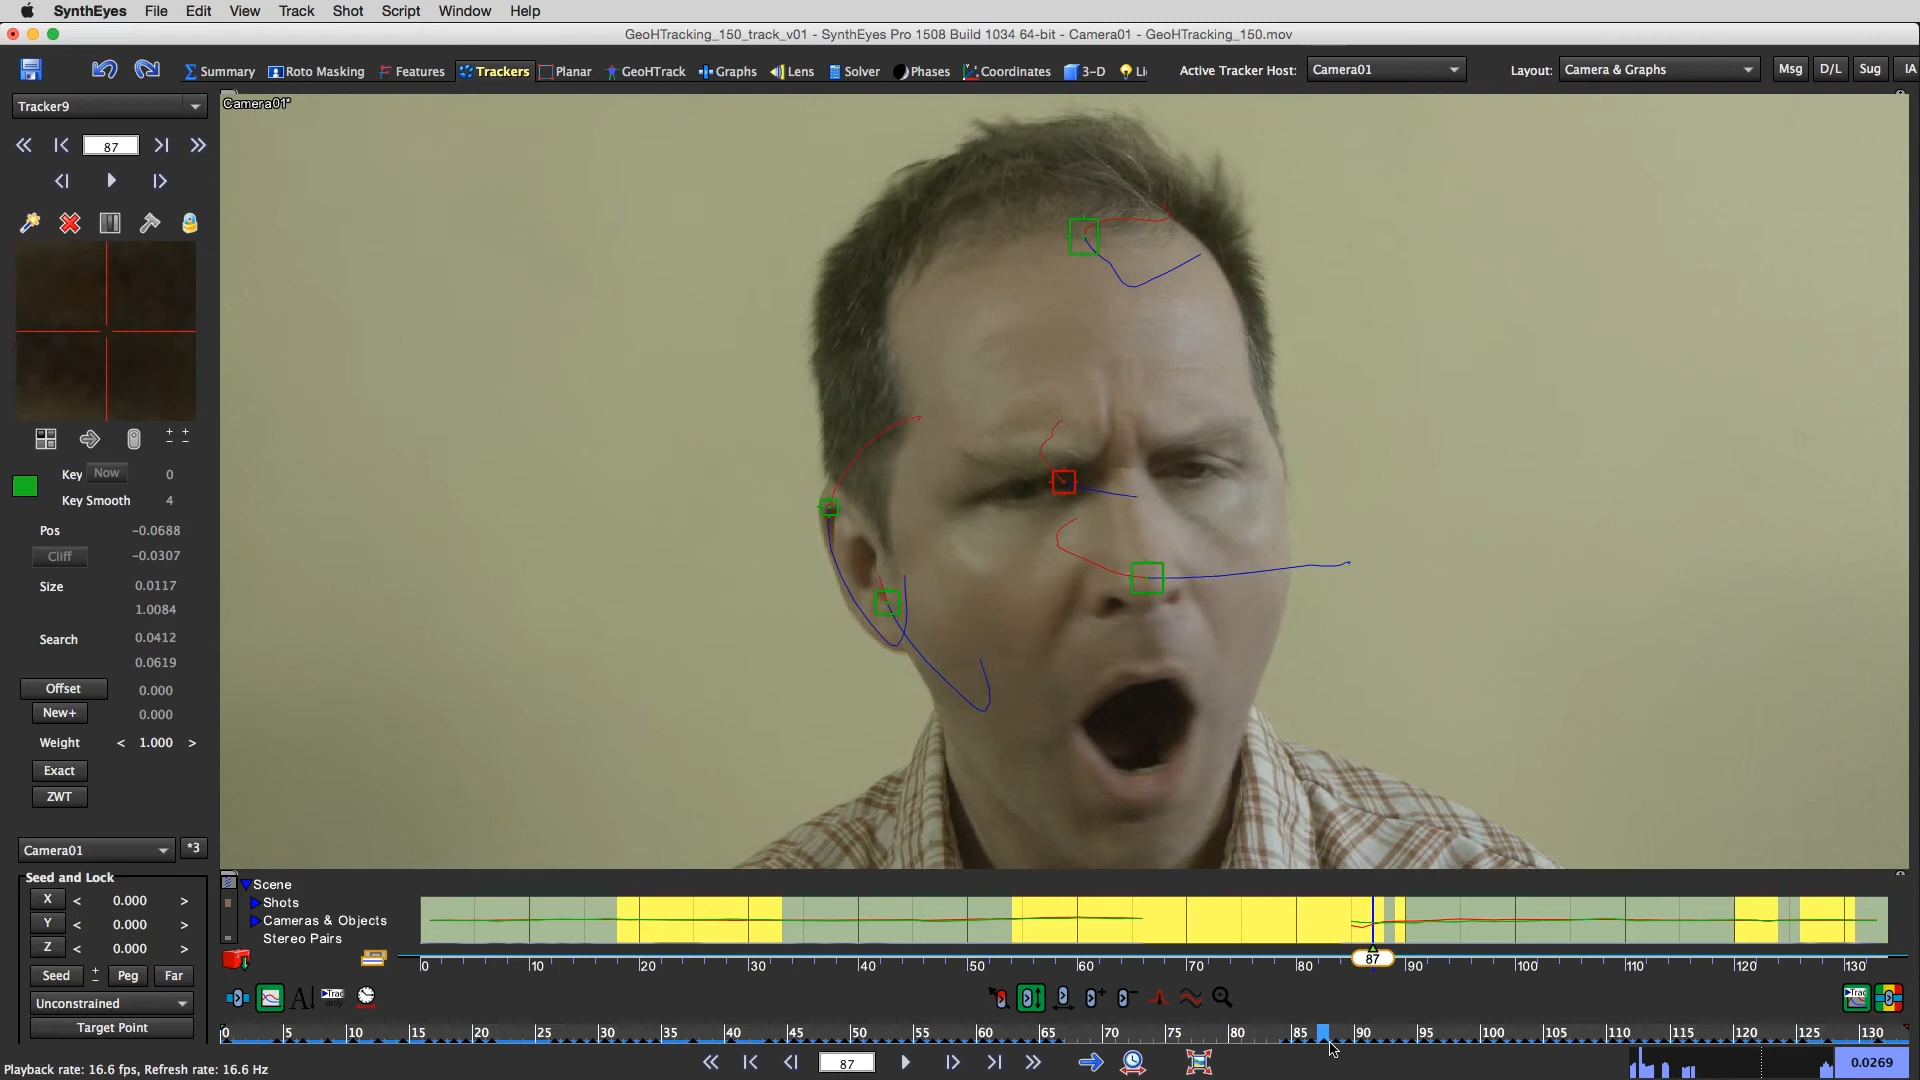 SynthEyes File Edit View Track Shot Script Window Help
GeoHTracking_150_track_v01 - SynthEyes Pro 1508 Build 1034 64-bit - Camera01 - GeoHTracking_150.mov
Summary Roto Masking Features Trackers Planar GeoHTrack Graphs Lens Solver Phases Coordinates 3-D Li Active Tracker Host: Camera01 Layout: Camera & Graphs Msg D/L Sug IA
Tracker9
Camera01*
87
Key Now 0
Key Smooth 4
Pos -0.0688
Cliff -0.0307
Size 0.0117
1.0084
Search 0.0412
0.0619
Offset 0.000
New+ 0.000
Weight < 1.000 >
Exact
ZWT
Camera01 *3
Seed and Lock
X < 0.000 >
Y < 0.000 >
Z < 0.000 >
Seed Peg Far
Unconstrained
Target Point
Scene
Shots
Cameras & Objects
Stereo Pairs
0 10 20 30 40 50 60 70 80 87 90 100 110 120 130
0 5 10 15 20 25 30 35 40 45 50 55 60 65 70 75 80 85 90 95 100 105 110 115 120 125 130
Playback rate: 16.6 fps, Refresh rate: 16.6 Hz
87
0.0269